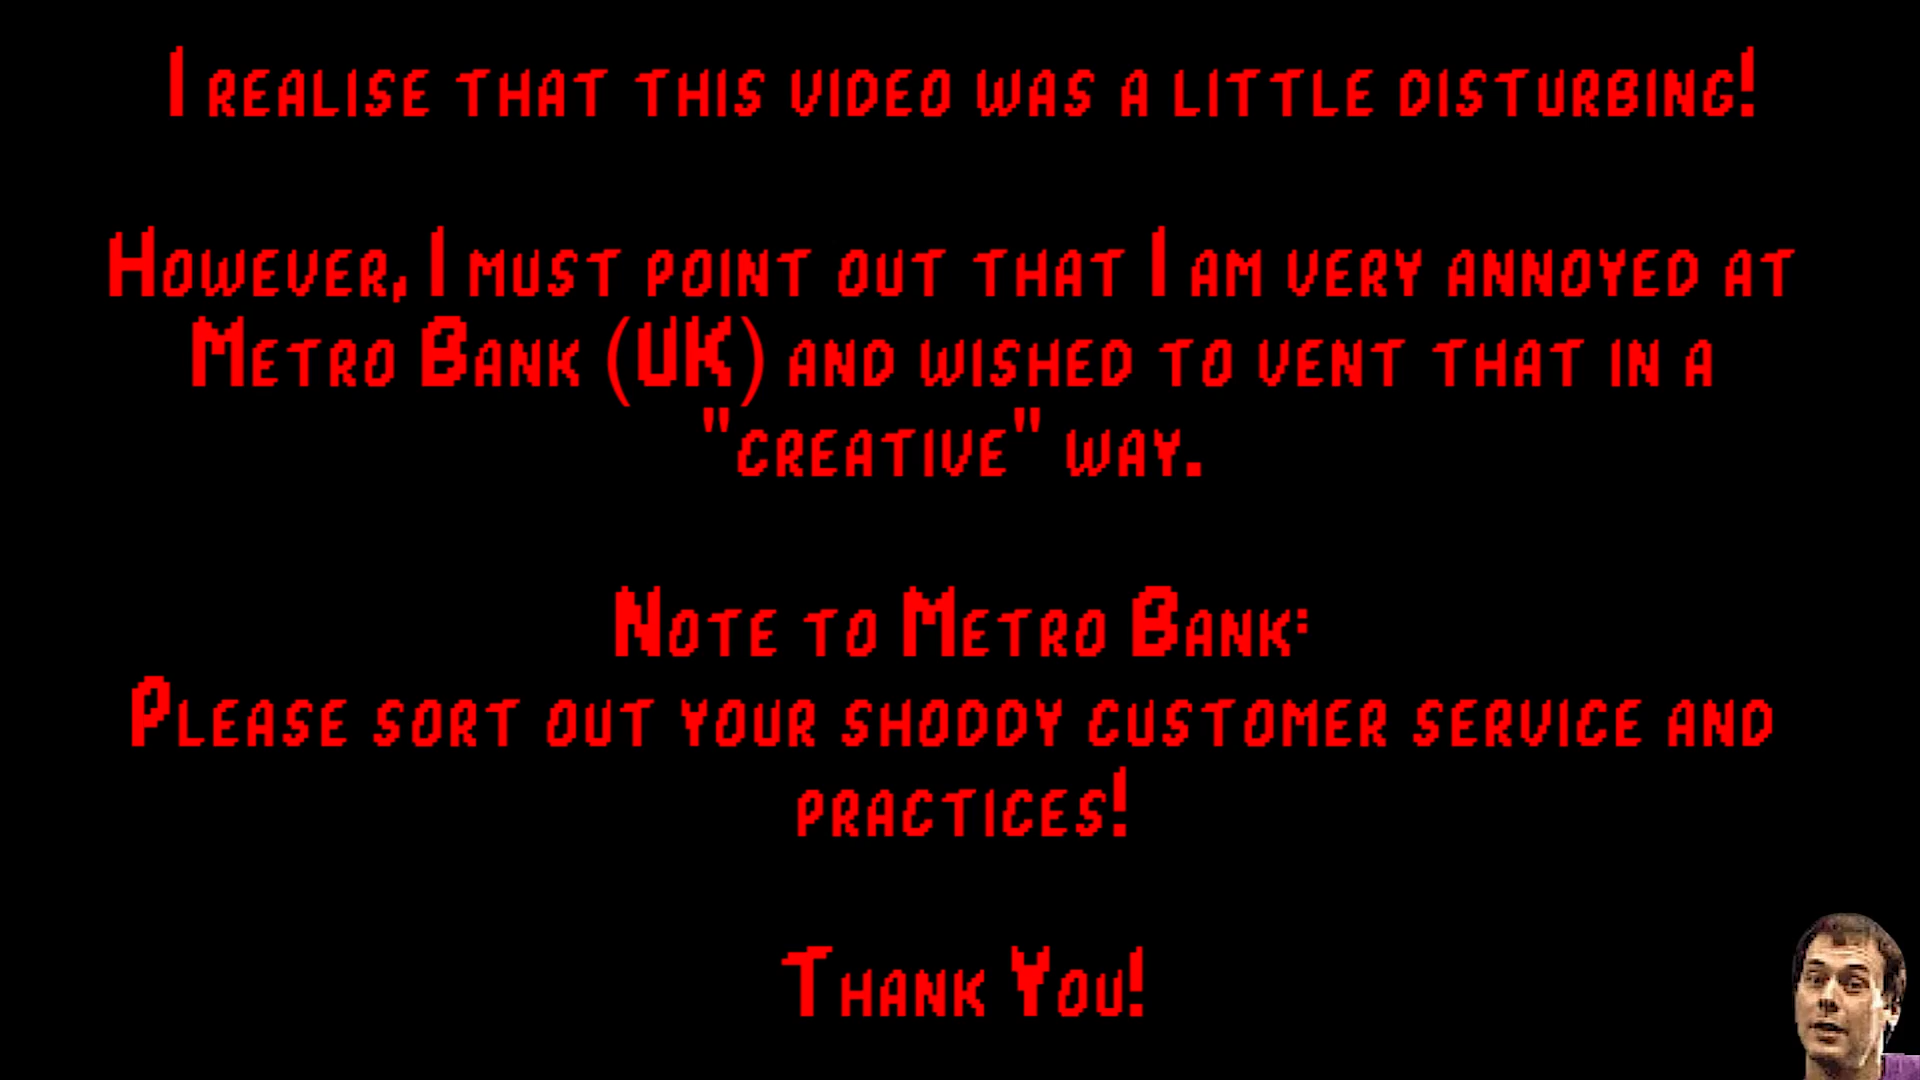 I realise that this video was a little disturbing!
However, I must point out that I am very annoyed at
Metro Bank (UK) and wished to vent that in a
"creative" way.
Note to Metro Bank:
Please sort out your shoddy customer service and
practices!
Thank You!